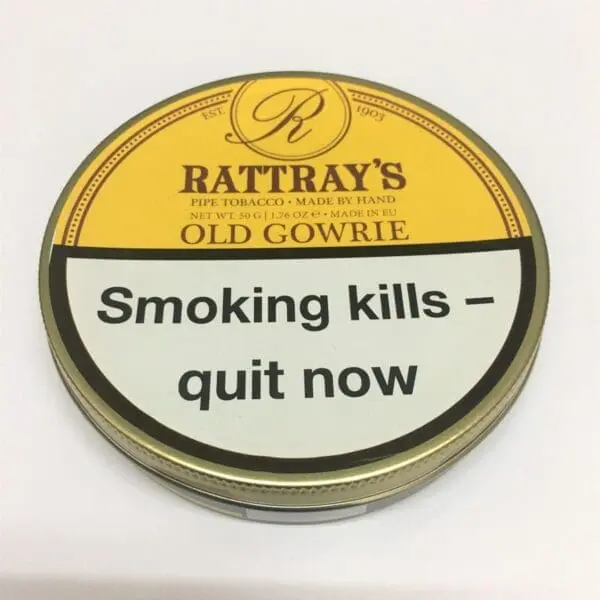 EST. R 1903
RATTRAY'S
PIPE TOBACCO • MADE BY HAND
NET WT. 50 G | 1.76 OZ ℮ • MADE IN EU
OLD GOWRIE
Smoking kills –
quit now